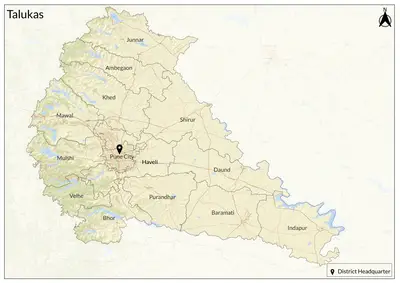 Talukas
N
Junnar
Ambegaon
Khed
Mawal
Shirur
Pune City
Mulshi
Haveli
Daund
Velhe
Purandhar
Bhor
Baramati
Indapur
District Headquarter